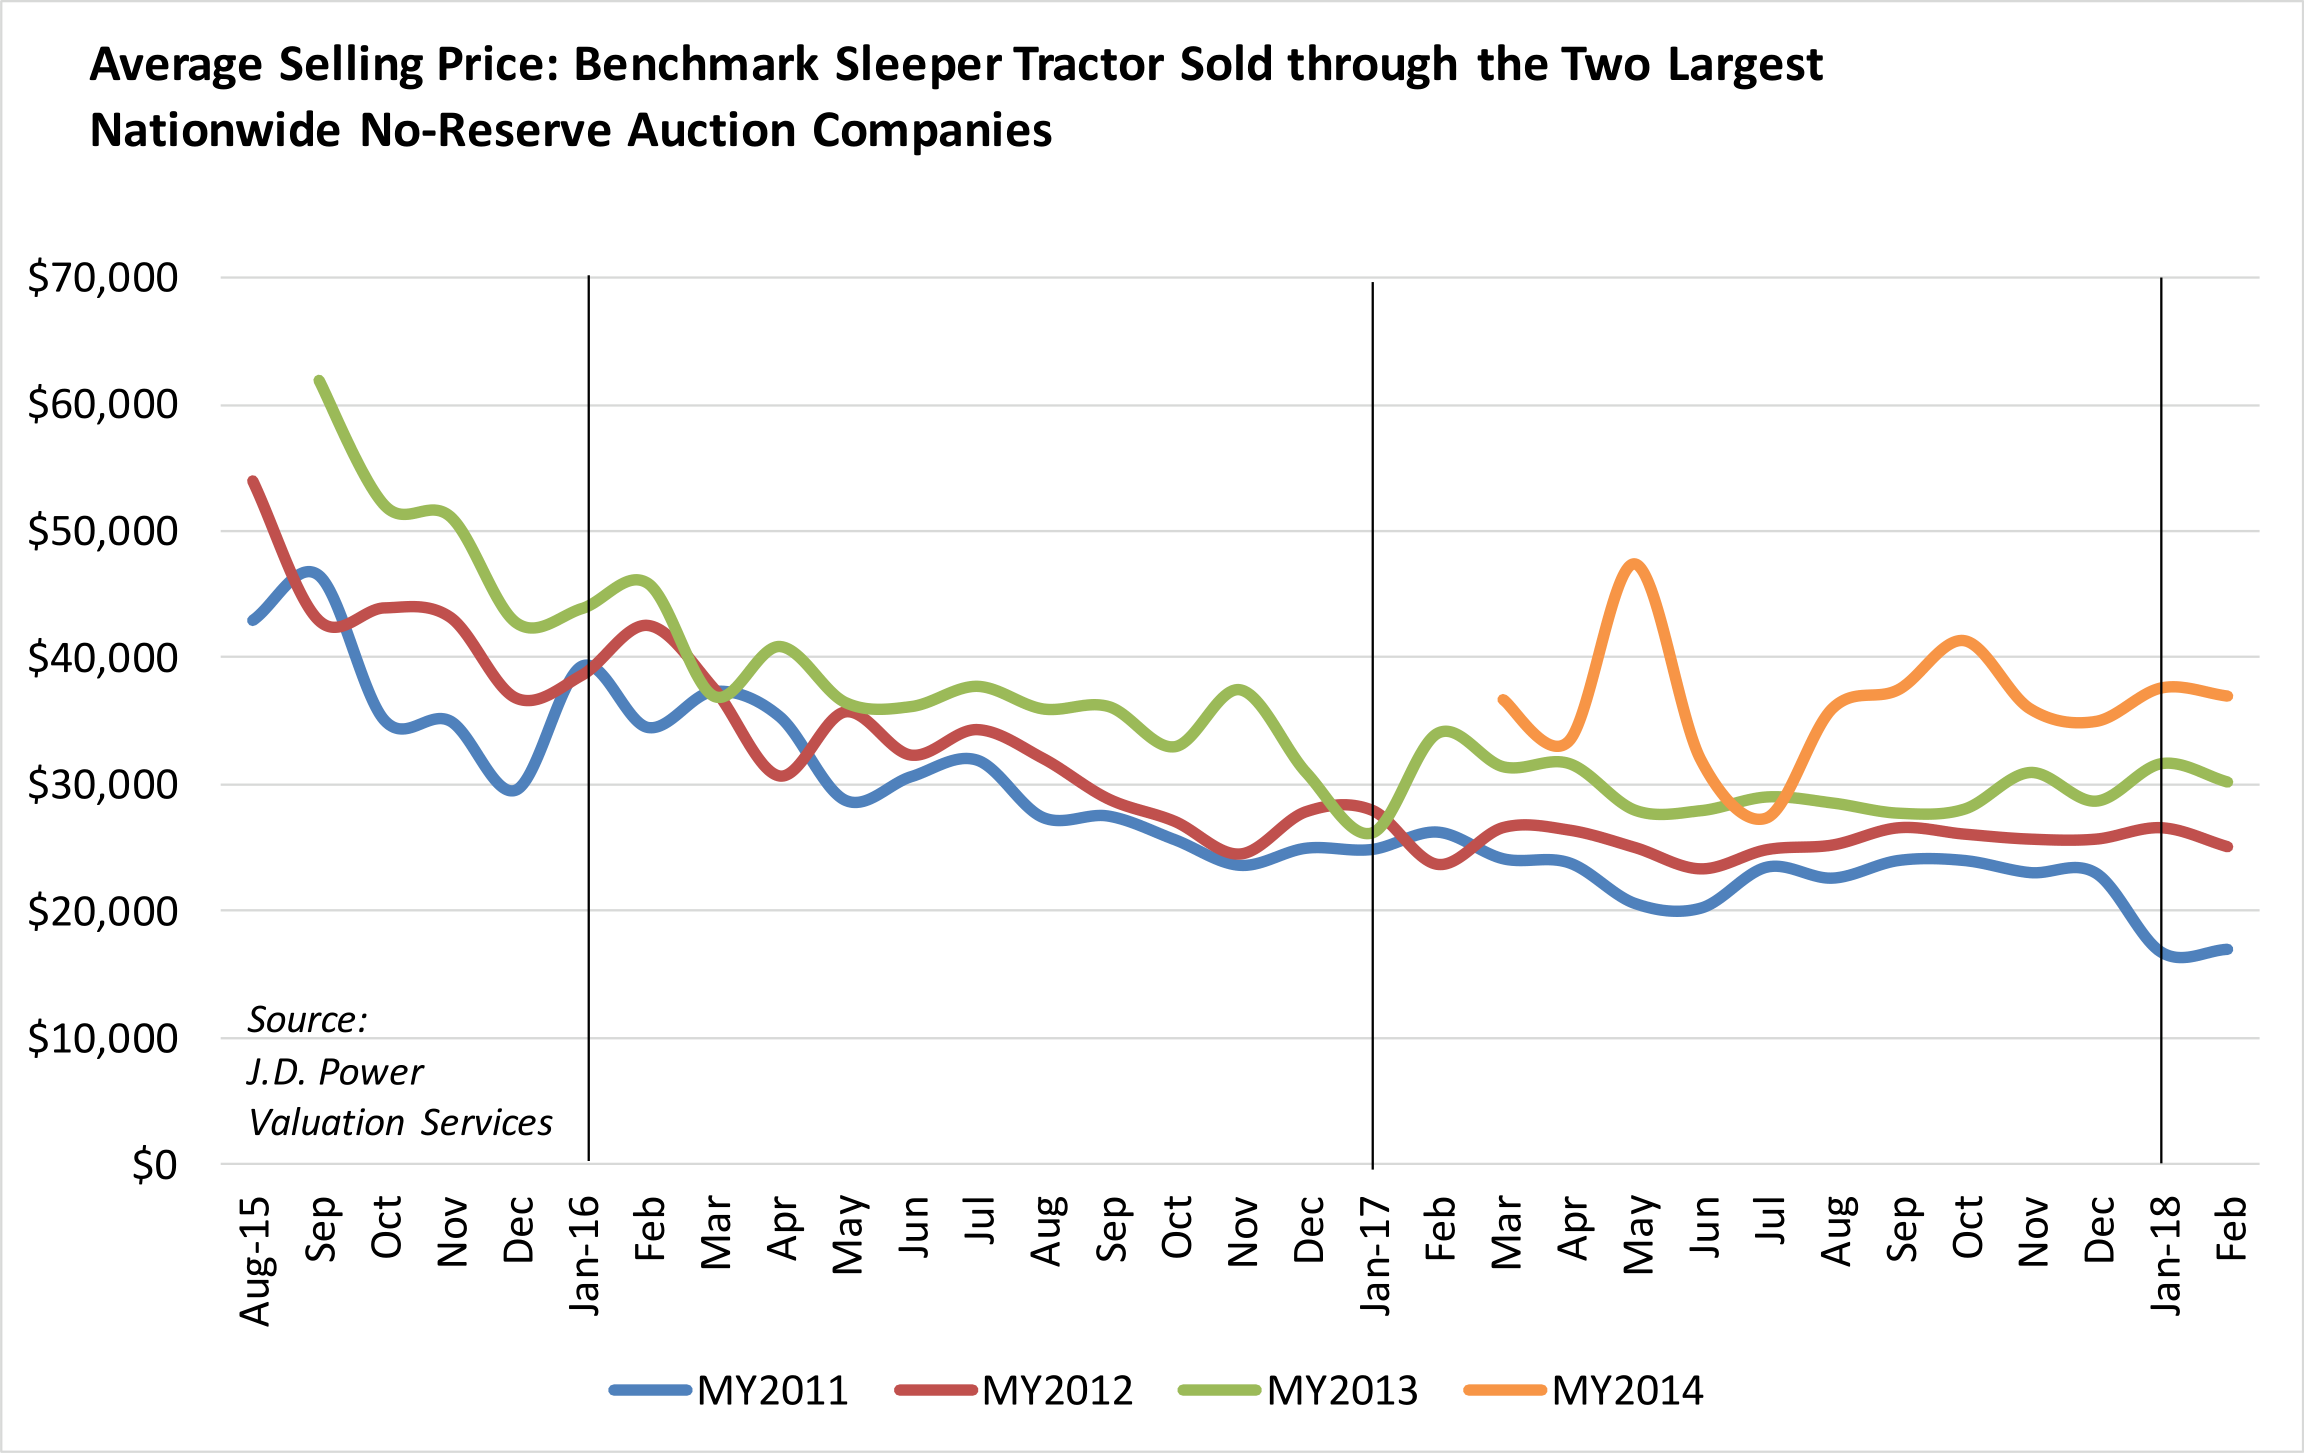 Average Selling Price: Benchmark Sleeper Tractor Sold through the Two Largest
Nationwide No-Reserve Auction Companies
$70,000
$60,000
$50,000
$40,000
$30,000
$20,000
$10,000
$0
Source:
J.D. Power
Valuation Services
Aug-15
Sep
Oct
Nov
Dec
Jan-16
Feb
Mar
Apr
May
Jun
Jul
Aug
Sep
Oct
Nov
Dec
Jan-17
Feb
Mar
Apr
May
Jun
Jul
Aug
Sep
Oct
Nov
Dec
Jan-18
Feb
MY2011
MY2012
MY2013
MY2014